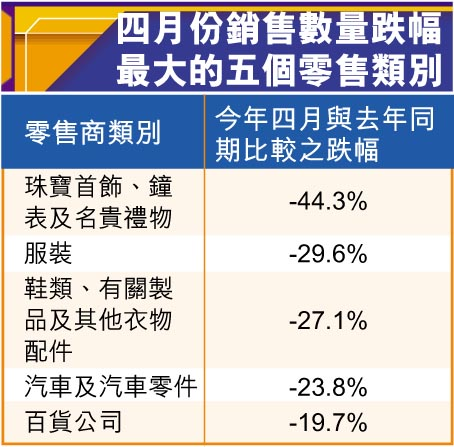 四月份銷售數量跌幅
最大的五個零售類別
零售商類別
今年四月與去年同
期比較之跌幅
珠寶首飾、鐘
表及名貴禮物
-44.3%
服裝
-29.6%
鞋類、有關製
品及其他衣物
配件
-27.1%
汽車及汽車零件
-23.8%
百貨公司
-19.7%